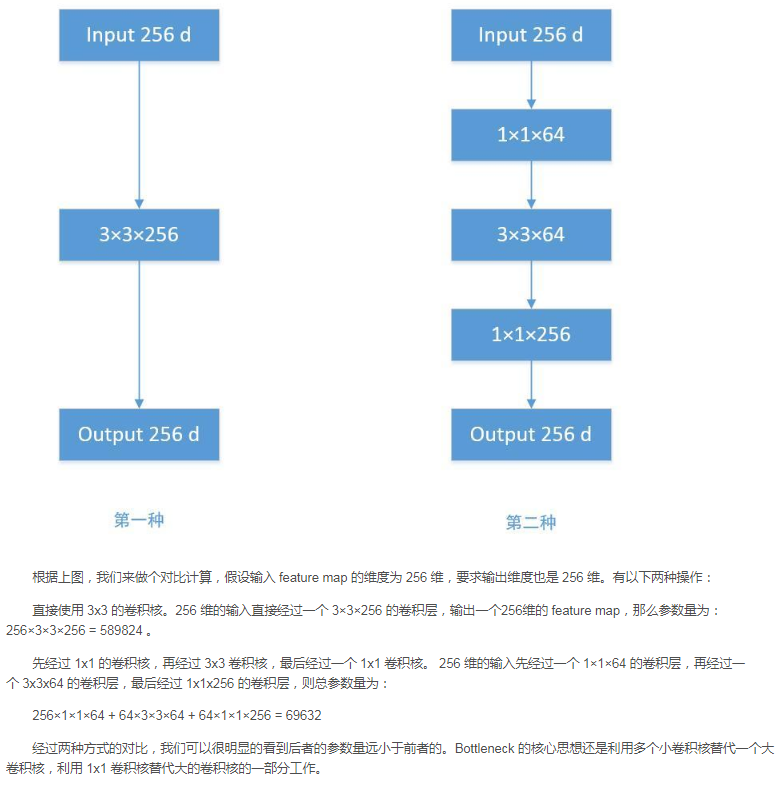 Input 256 d
3×3×256
Output 256 d
第一种
Input 256 d
1×1×64
3×3×64
1×1×256
Output 256 d
第二种
根据上图，我们来做个对比计算，假设输入 feature map 的维度为 256 维，要求输出维度也是 256 维。有以下两种操作：
直接使用 3x3 的卷积核。256 维的输入直接经过一个 3×3×256 的卷积层，输出一个256维的 feature map，那么参数量为：
256×3×3×256 = 589824 。
先经过 1x1 的卷积核，再经过 3x3 卷积核，最后经过一个 1x1 卷积核。 256 维的输入先经过一个 1×1×64 的卷积层，再经过一
个 3x3x64 的卷积层，最后经过 1x1x256 的卷积层，则总参数量为：
256×1×1×64 + 64×3×3×64 + 64×1×1×256 = 69632
经过两种方式的对比，我们可以很明显的看到后者的参数量远小于前者的。Bottleneck 的核心思想还是利用多个小卷积核替代一个大
卷积核，利用 1x1 卷积核替代大的卷积核的一部分工作。